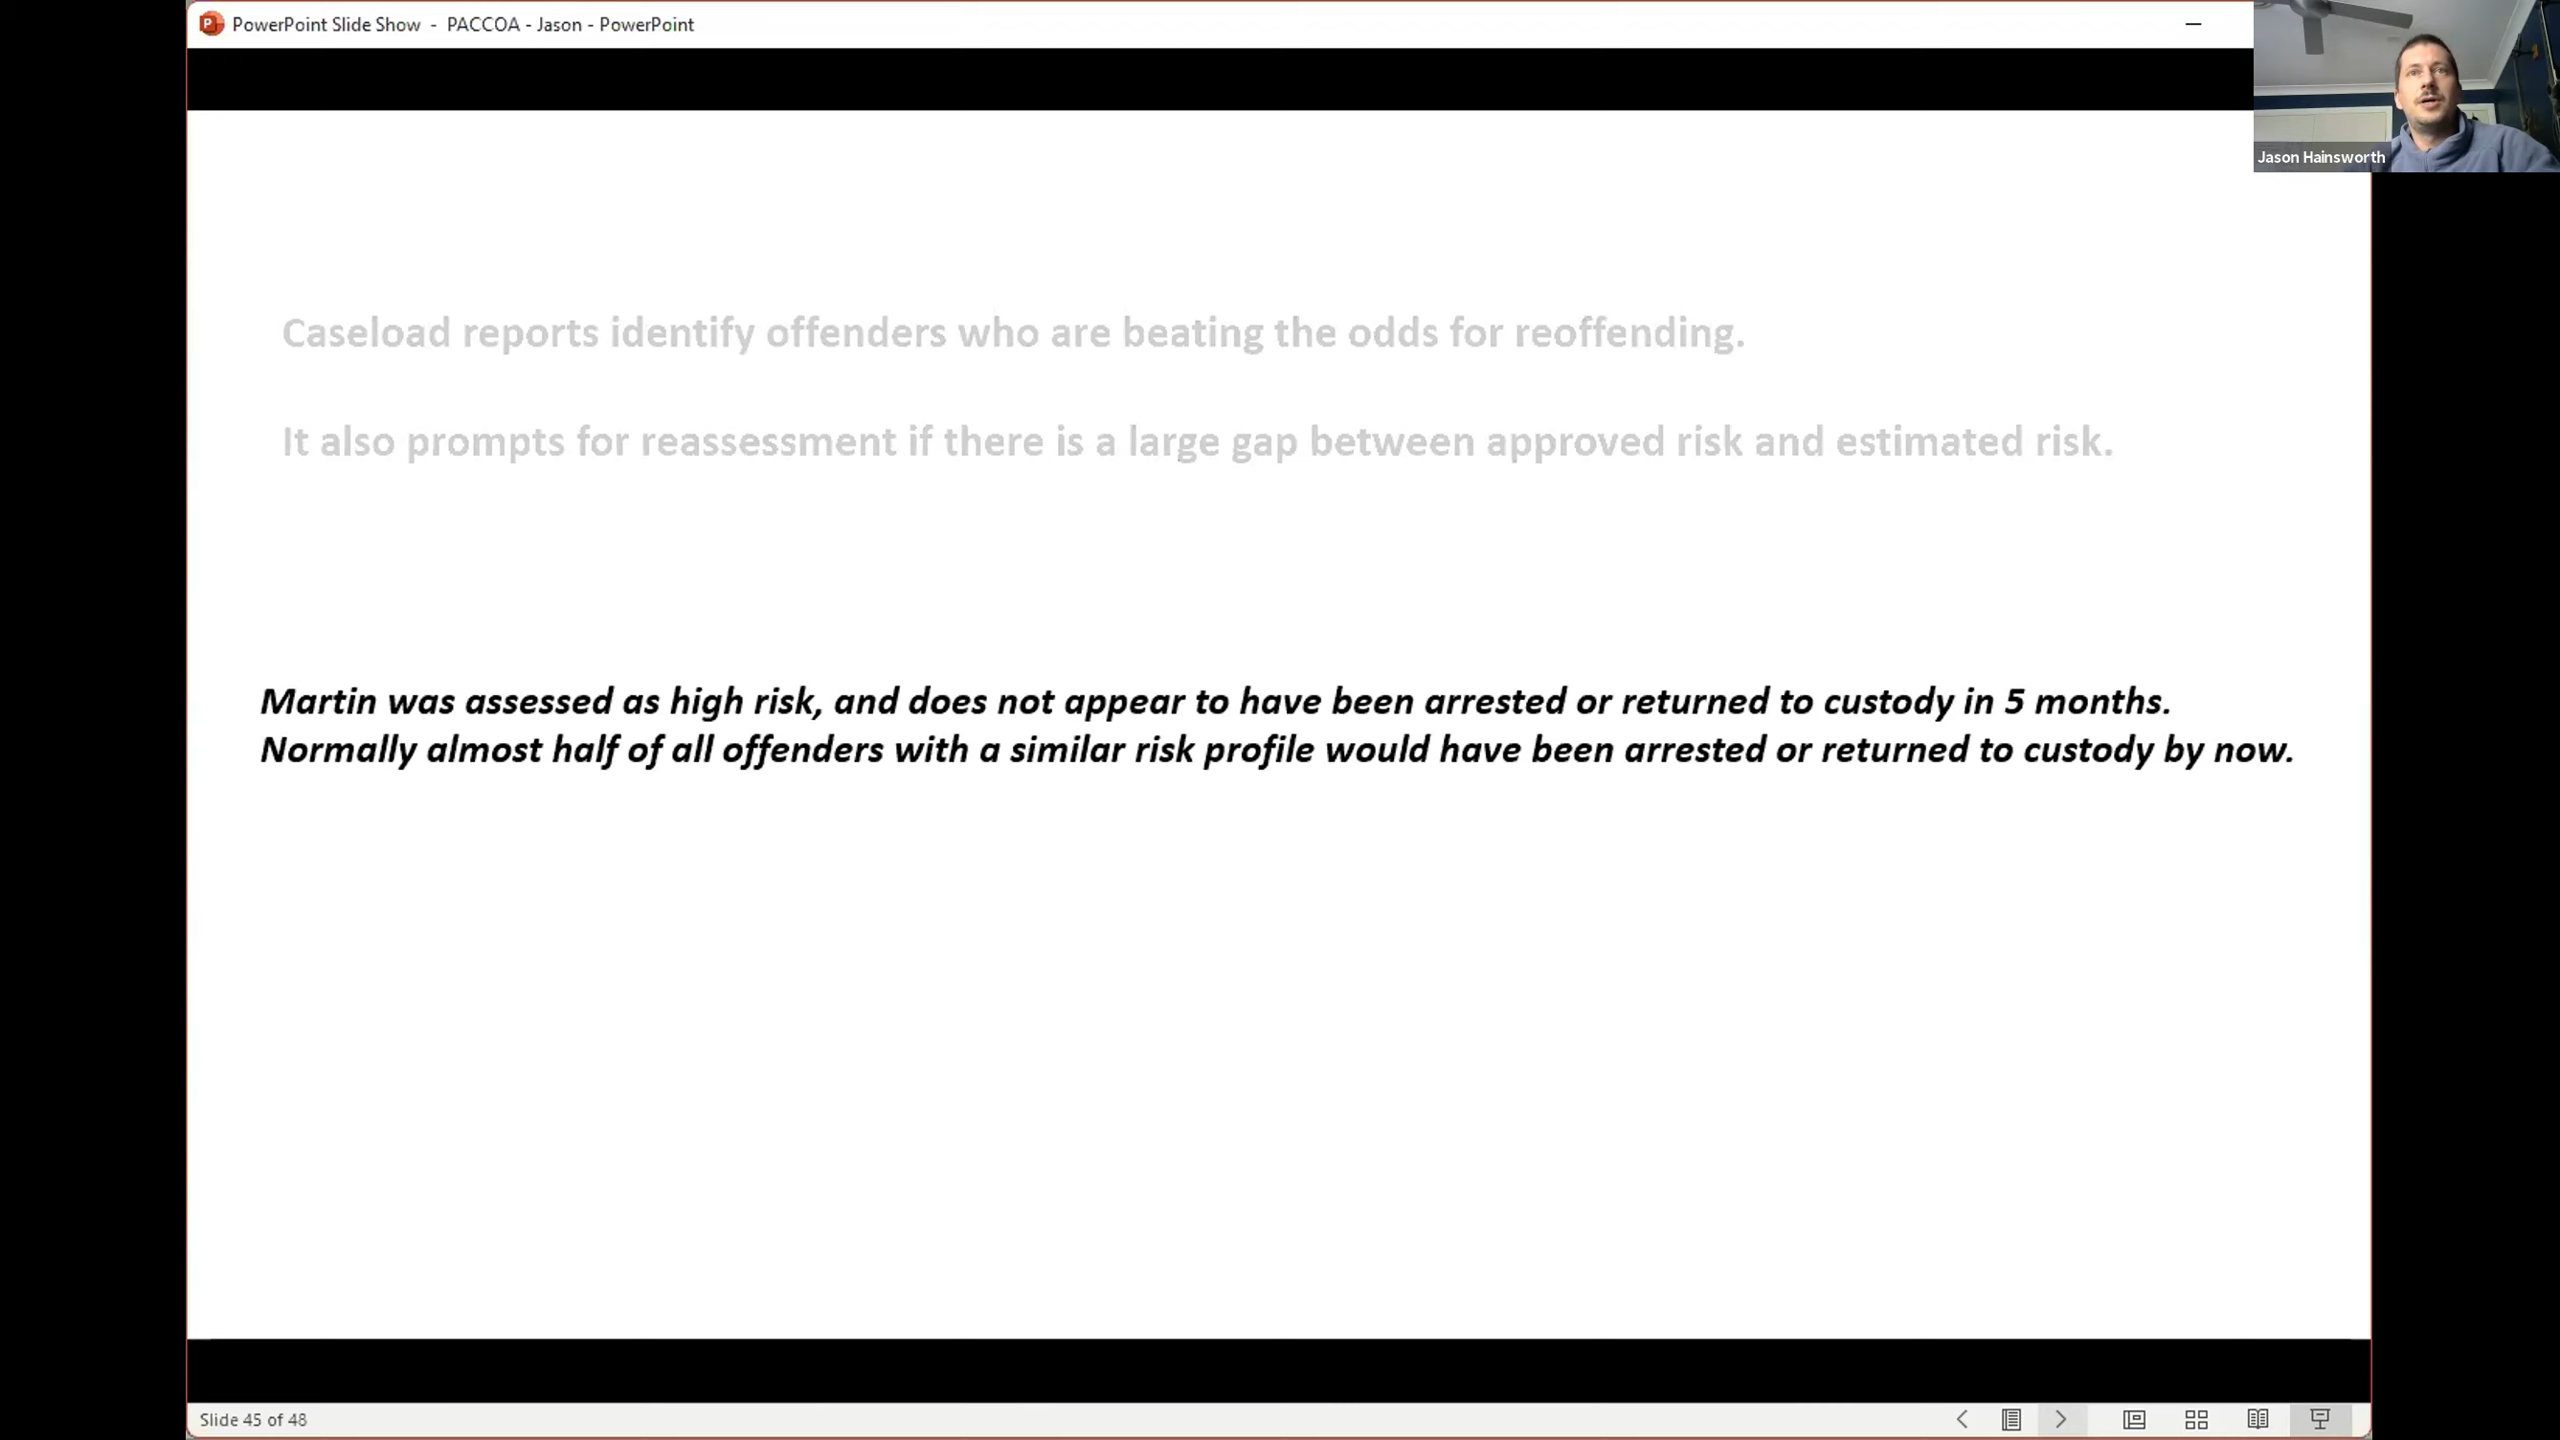 PowerPoint Slide Show - PACCOA - Jason - PowerPoint
Jason Hainsworth
Caseload reports identify offenders who are beating the odds for reoffending.
It also prompts for reassessment if there is a large gap between approved risk and estimated risk.
Martin was assessed as high risk, and does not appear to have been arrested or returned to custody in 5 months.
Normally almost half of all offenders with a similar risk profile would have been arrested or returned to custody by now.
Slide 45 of 48